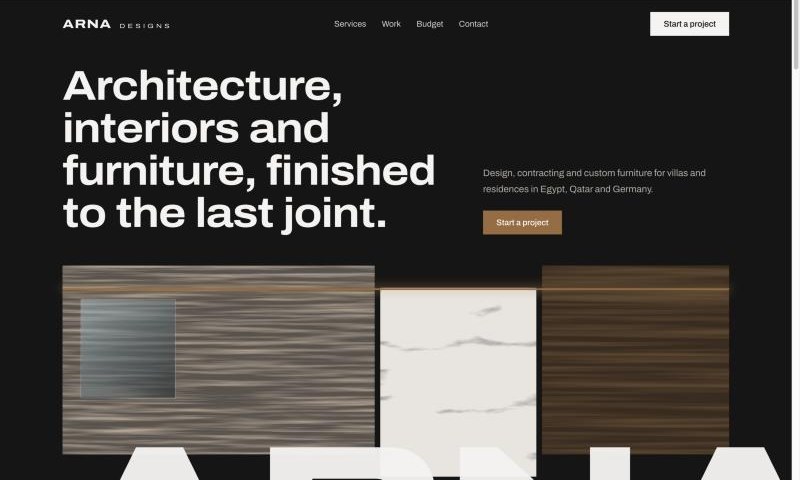 ARNA DESIGNS
Services Work Budget Contact
Start a project
Architecture,
interiors and
furniture, finished
to the last joint.
Design, contracting and custom furniture for villas and
residences in Egypt, Qatar and Germany.
Start a project
ARNA